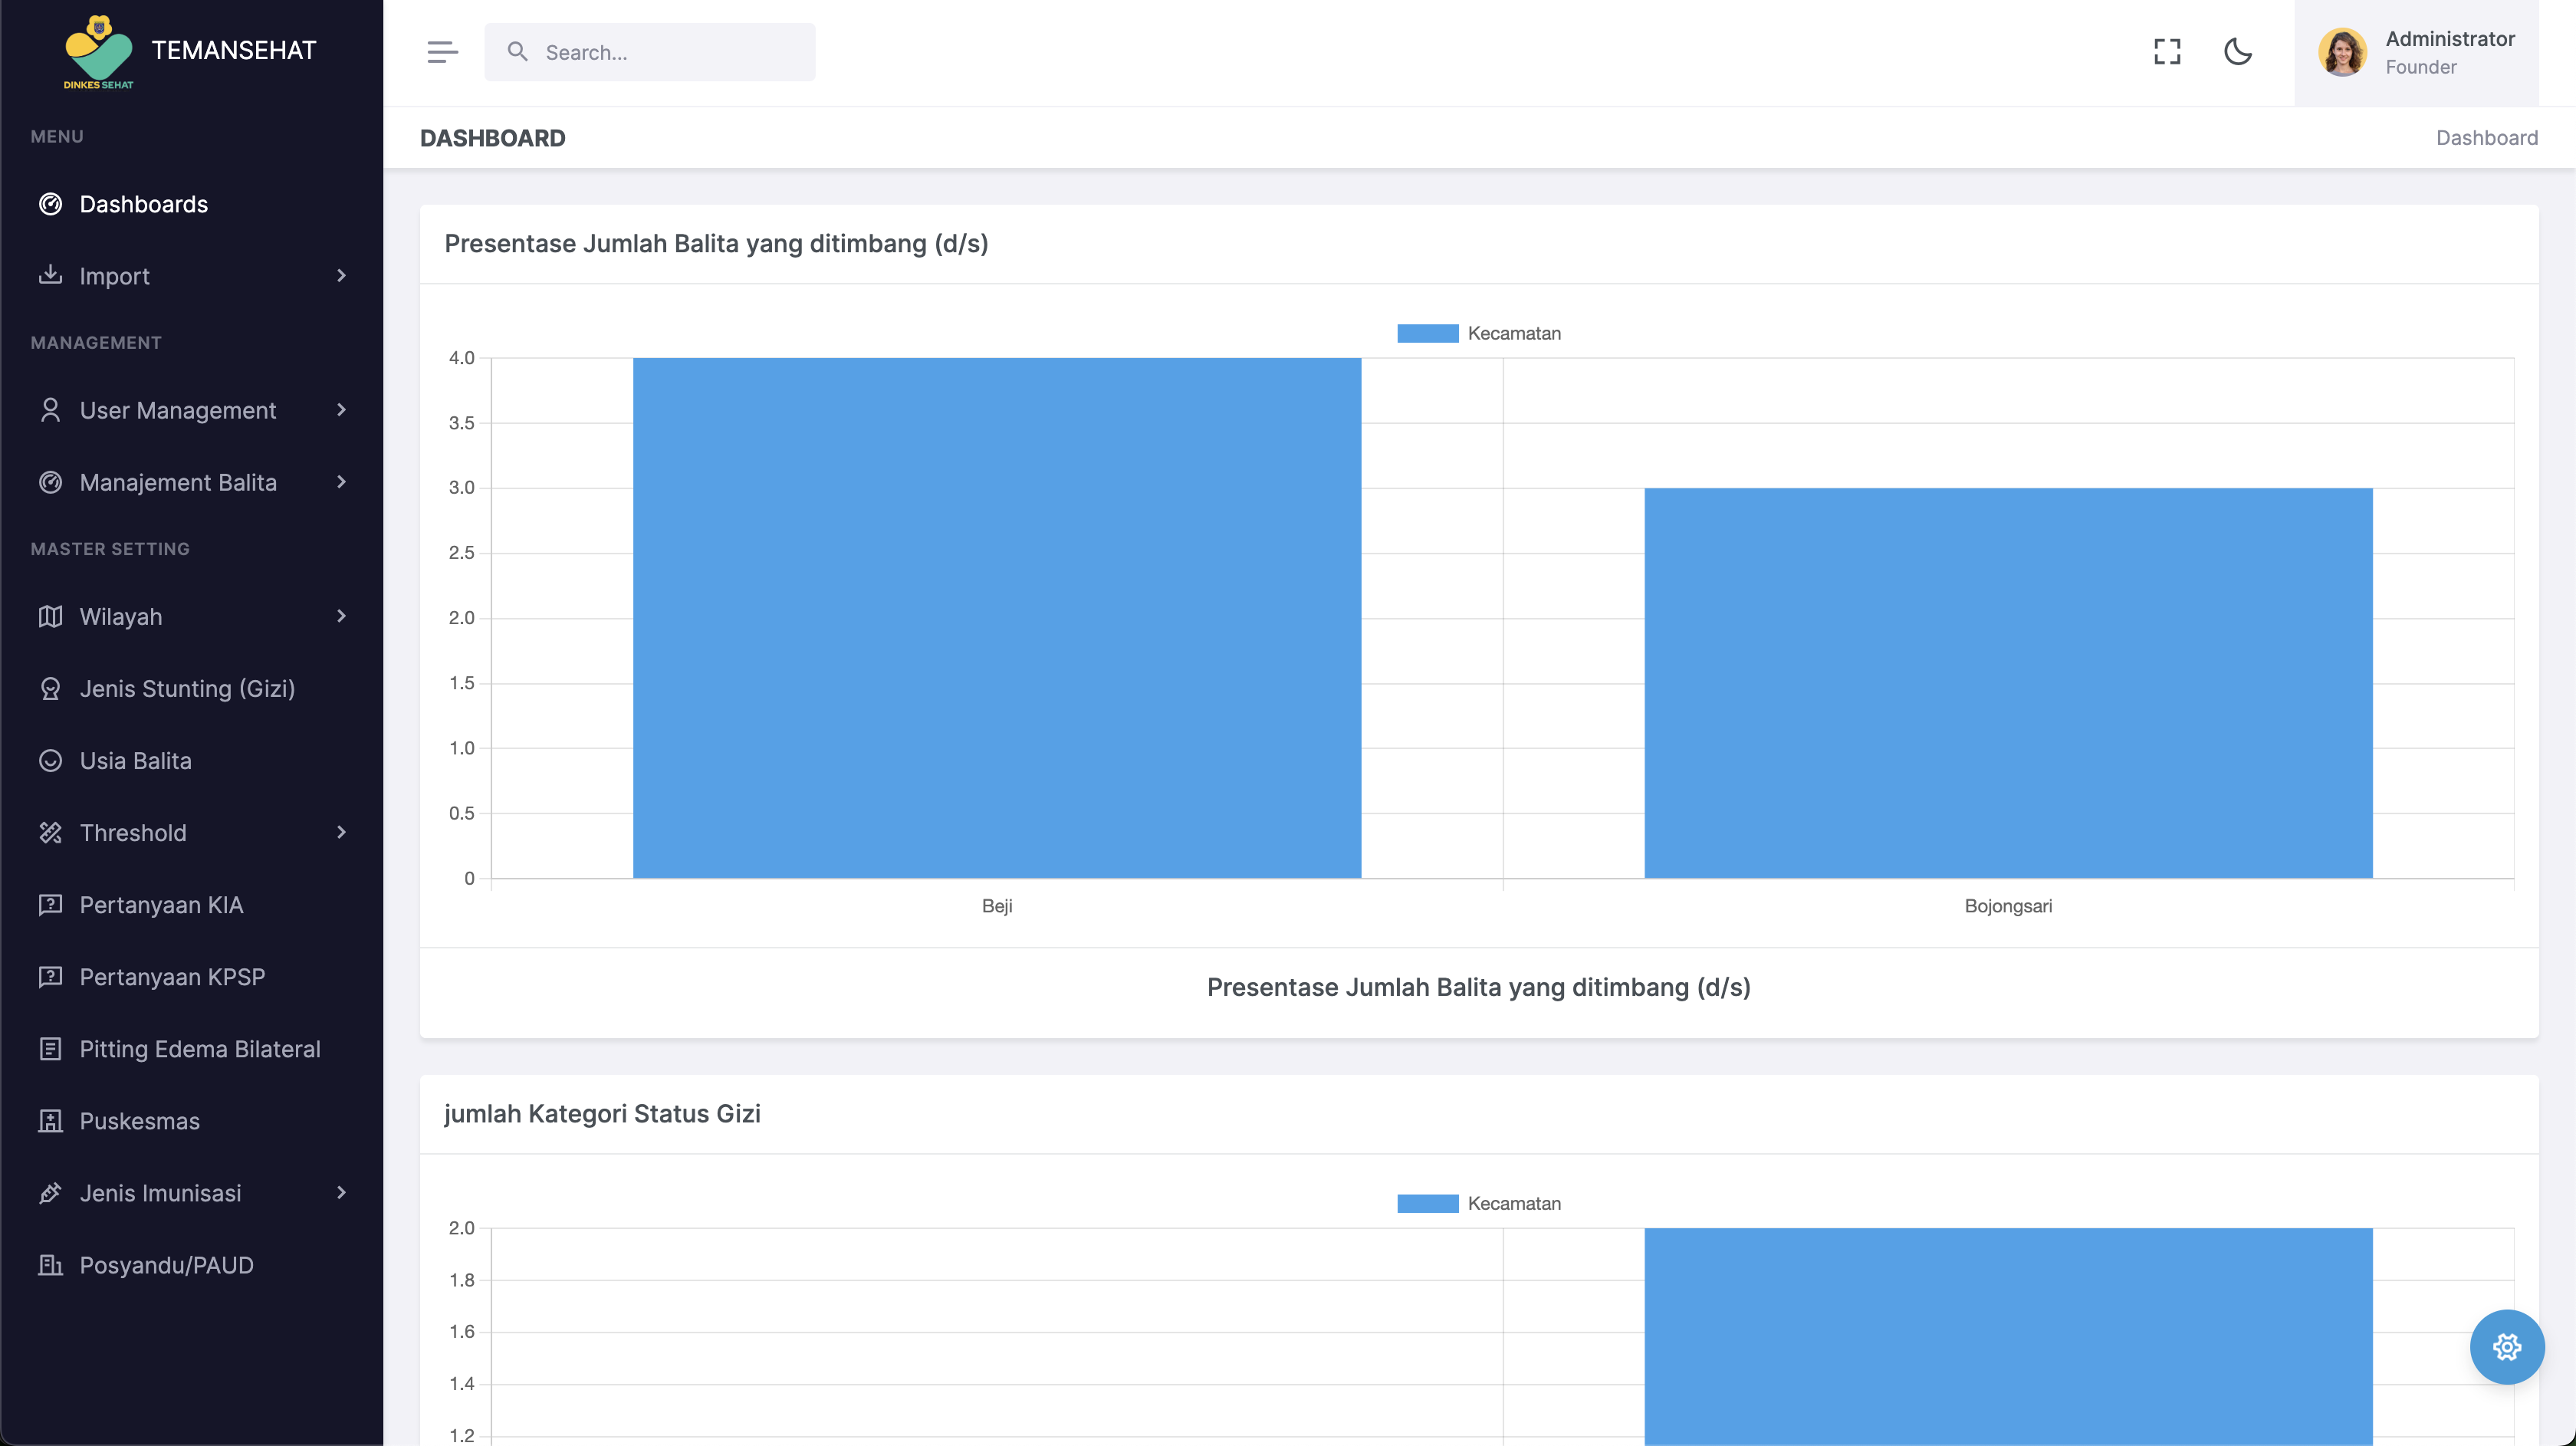 DINKES SEHAT
TEMANSEHAT
MENU
Dashboards
Import
MANAGEMENT
User Management
Manajement Balita
MASTER SETTING
Wilayah
Jenis Stunting (Gizi)
Usia Balita
Threshold
Pertanyaan KIA
Pertanyaan KPSP
Pitting Edema Bilateral
Puskesmas
Jenis Imunisasi
Posyandu/PAUD
Search...
Administrator
Founder
DASHBOARD
Dashboard
Presentase Jumlah Balita yang ditimbang (d/s)
Kecamatan
4.0
3.5
3.0
2.5
2.0
1.5
1.0
0.5
0
Beji
Bojongsari
Presentase Jumlah Balita yang ditimbang (d/s)
jumlah Kategori Status Gizi
Kecamatan
2.0
1.8
1.6
1.4
1.2